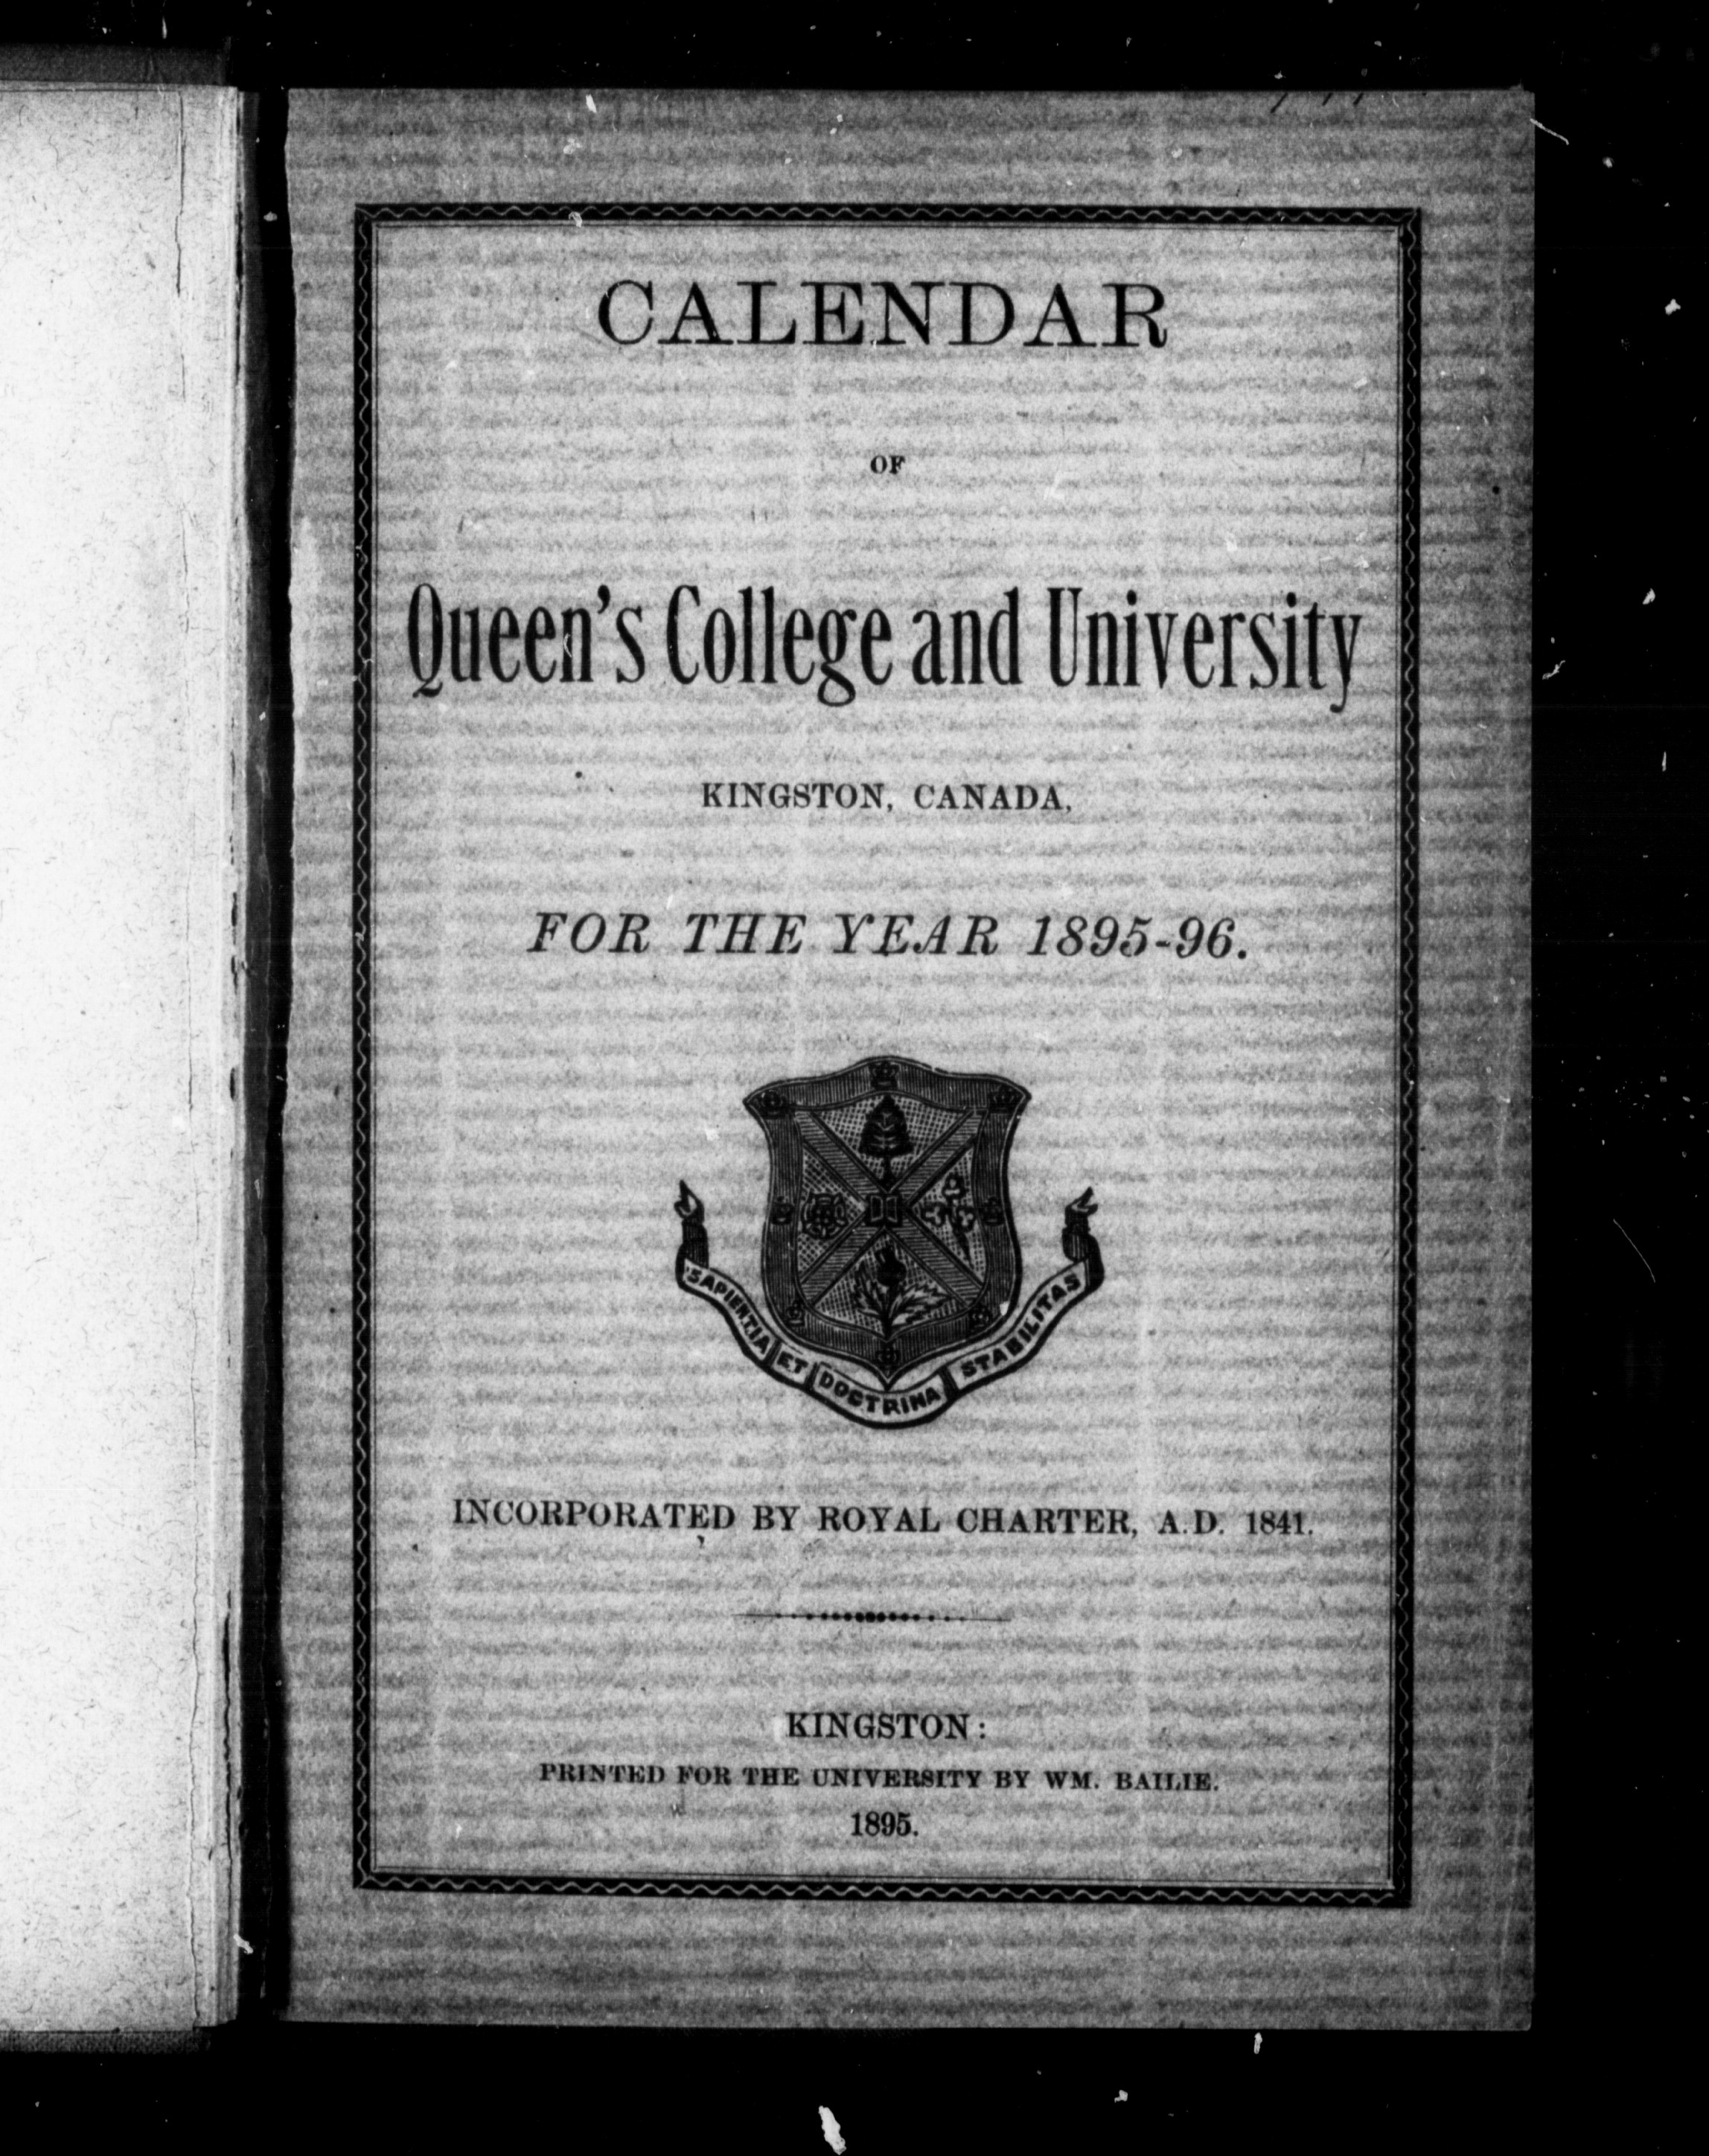 CALENDAR
OF
Queen's College and University
KINGSTON, CANADA,
FOR THE YEAR 1895-96.
SAPIENTIA ET DOCTRINA STABILITAS
INCORPORATED BY ROYAL CHARTER, A.D. 1841.
KINGSTON:
PRINTED FOR THE UNIVERSITY BY WM. BAILIE.
1895.